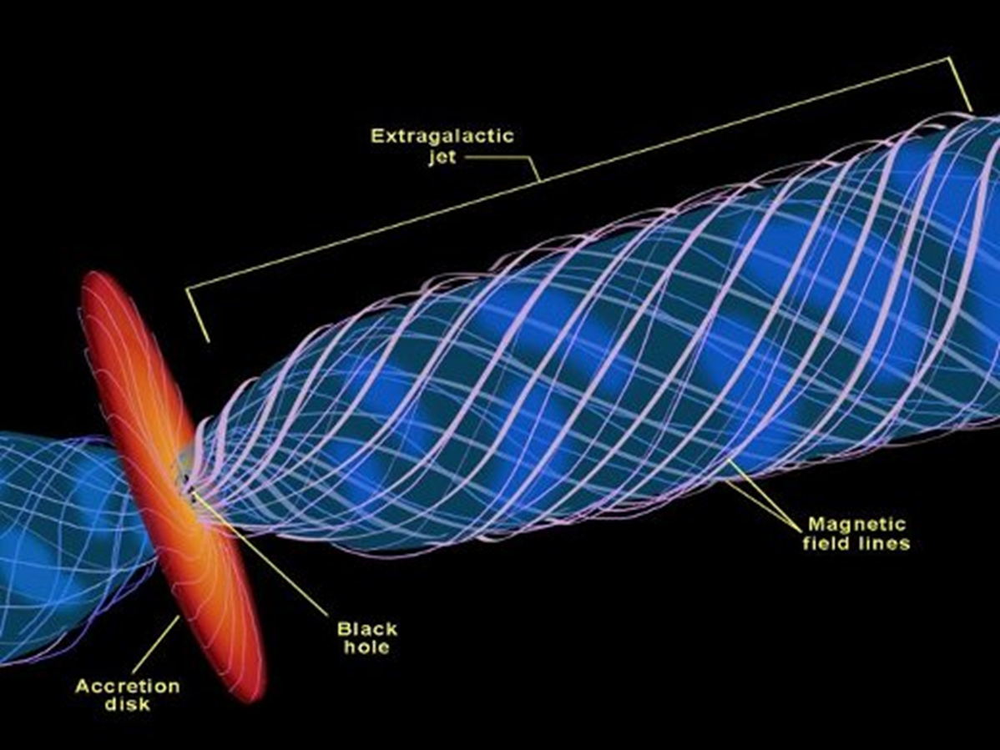 Extragalactic
jet
Magnetic
field lines
Black
hole
Accretion
disk